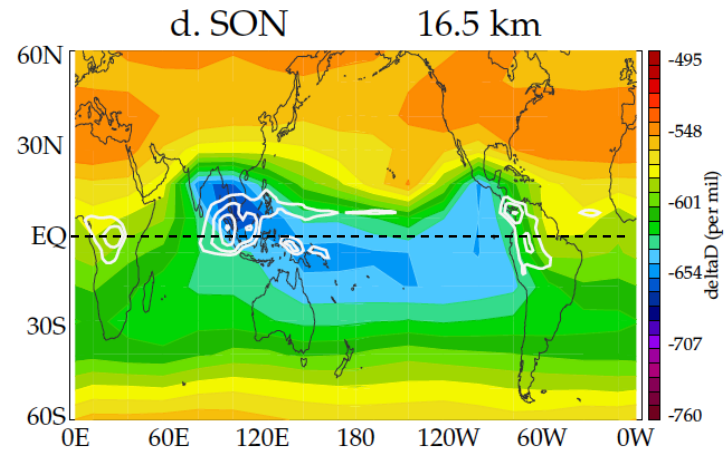 d. SON 16.5 km
60N
30N
EQ
30S
60S
0E 60E 120E 180 120W 60W 0W
-495
-548
-601
-654
-707
-760
deltaD (per mil)